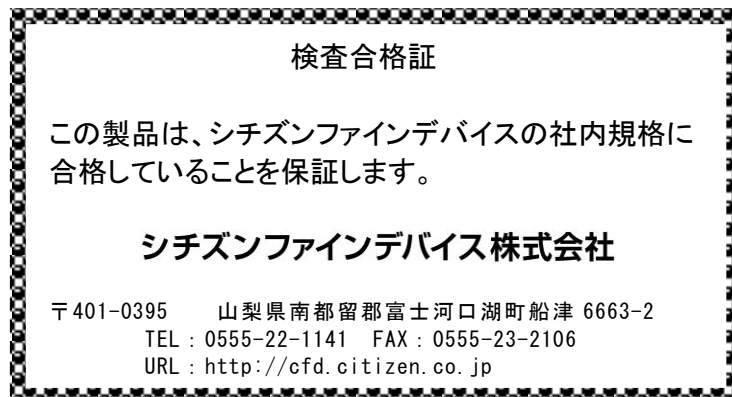 検査合格証
この製品は、シチズンファインデバイスの社内規格に
合格していることを保証します。
シチズンファインデバイス株式会社
〒401-0395　山梨県南都留郡富士河口湖町船津 6663-2
TEL：0555-22-1141　FAX：0555-23-2106
URL：http://cfd.citizen.co.jp